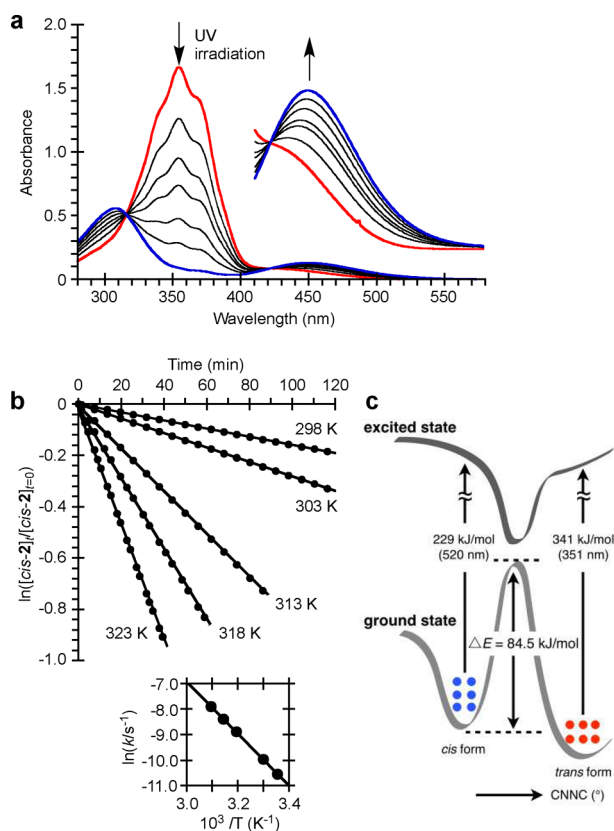 a
UV
irradiation
2.0
1.5
1.0
0.5
0
Absorbance
300
350
400
450
500
550
Wavelength (nm)
b
Time (min)
0
20
40
60
80
100
120
0
-0.2
-0.4
-0.6
-0.8
-1.0
ln([cis-2]t/[cis-2]t=0)
298 K
303 K
313 K
318 K
323 K
-7.0
-8.0
-9.0
-10.0
-11.0
ln(k/s⁻¹)
3.0
3.2
3.4
10³ /T (K⁻¹)
c
excited state
229 kJ/mol
(520 nm)
341 kJ/mol
(351 nm)
ground state
△E = 84.5 kJ/mol
cis form
trans form
CNNC (°)